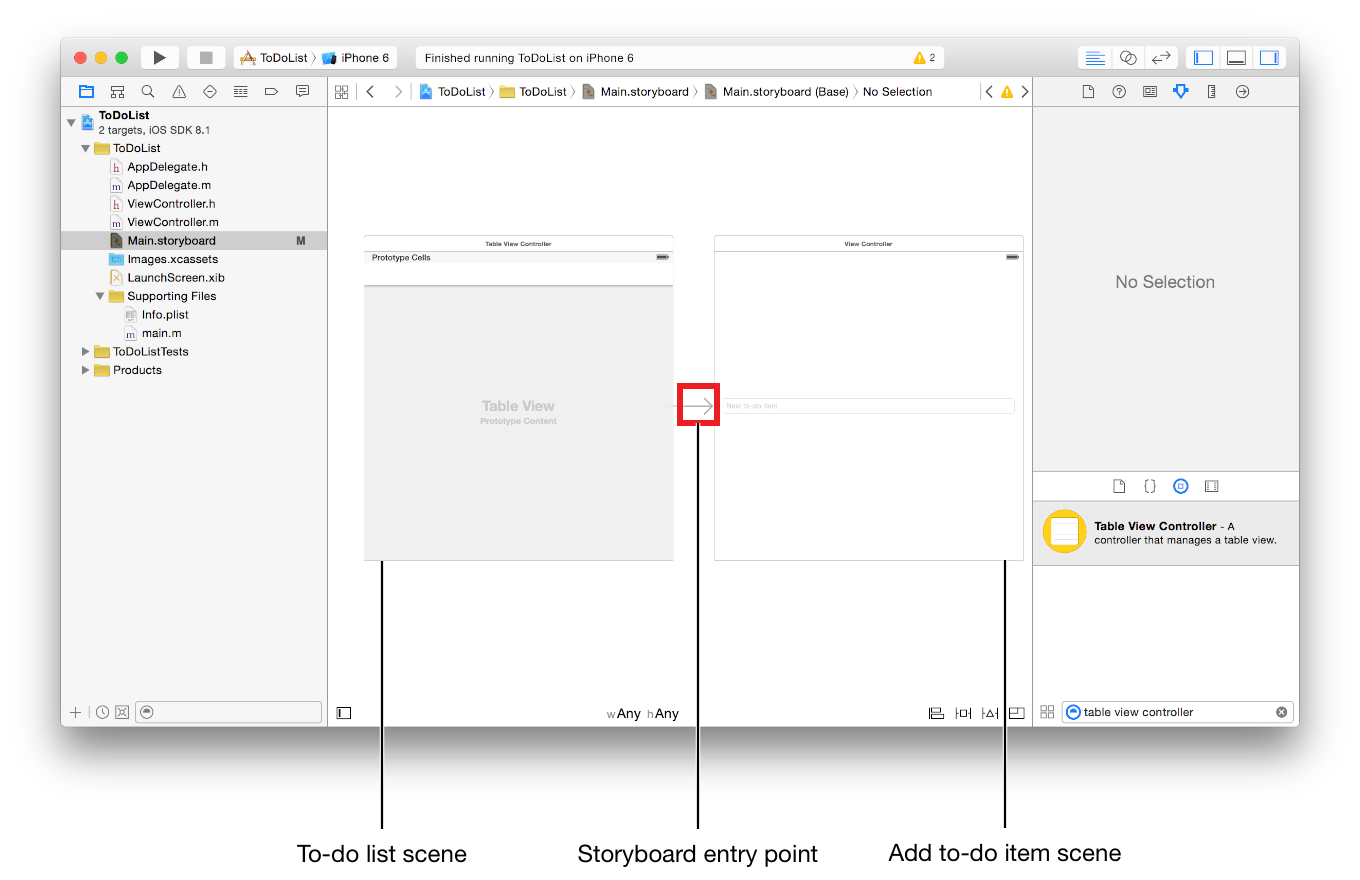 ToDoList
iPhone 6
Finished running ToDoList on iPhone 6
2
ToDoList
ToDoList
Main.storyboard
Main.storyboard (Base)
No Selection
ToDoList
2 targets, iOS SDK 8.1
ToDoList
h AppDelegate.h
m AppDelegate.m
h ViewController.h
m ViewController.m
Main.storyboard M
Images.xcassets
LaunchScreen.xib
Supporting Files
Info.plist
m main.m
ToDoListTests
Products
Table View Controller
Prototype Cells
Table View
Prototype Content
View Controller
New to-do item
No Selection
{}
Table View Controller - A
controller that manages a table view.
wAny hAny
table view controller
To-do list scene
Storyboard entry point
Add to-do item scene